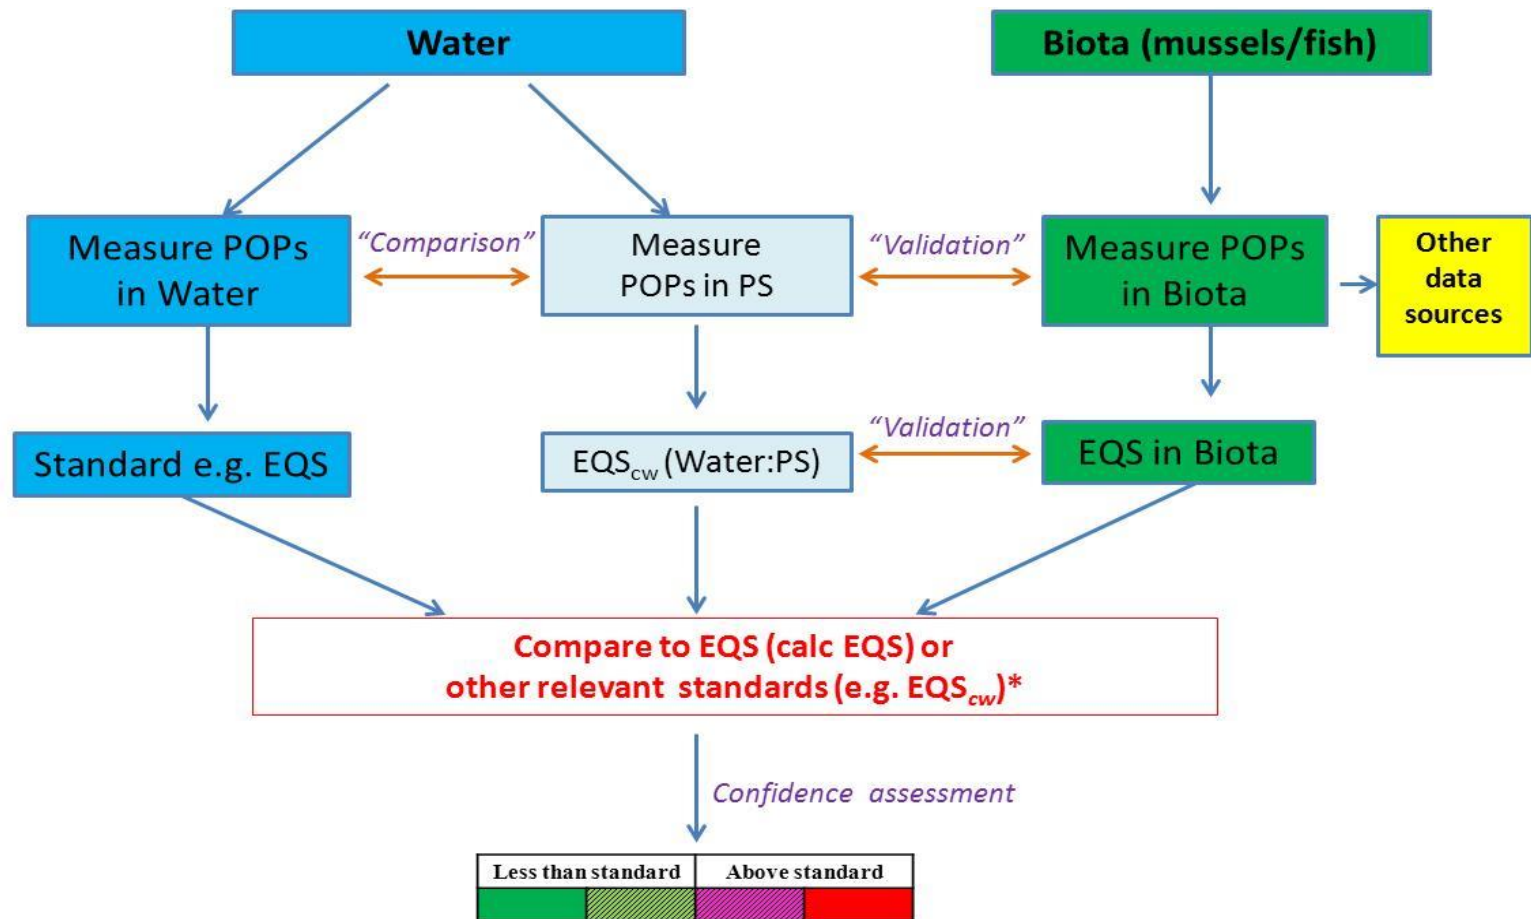 Water
Biota (mussels/fish)
Measure POPs
in Water
“Comparison”
Measure
POPs in PS
“Validation”
Measure POPs
in Biota
Other
data
sources
Standard e.g. EQS
EQScw (Water:PS)
“Validation”
EQS in Biota
Compare to EQS (calc EQS) or
other relevant standards (e.g. EQScw)*
Confidence assessment
Less than standard
Above standard